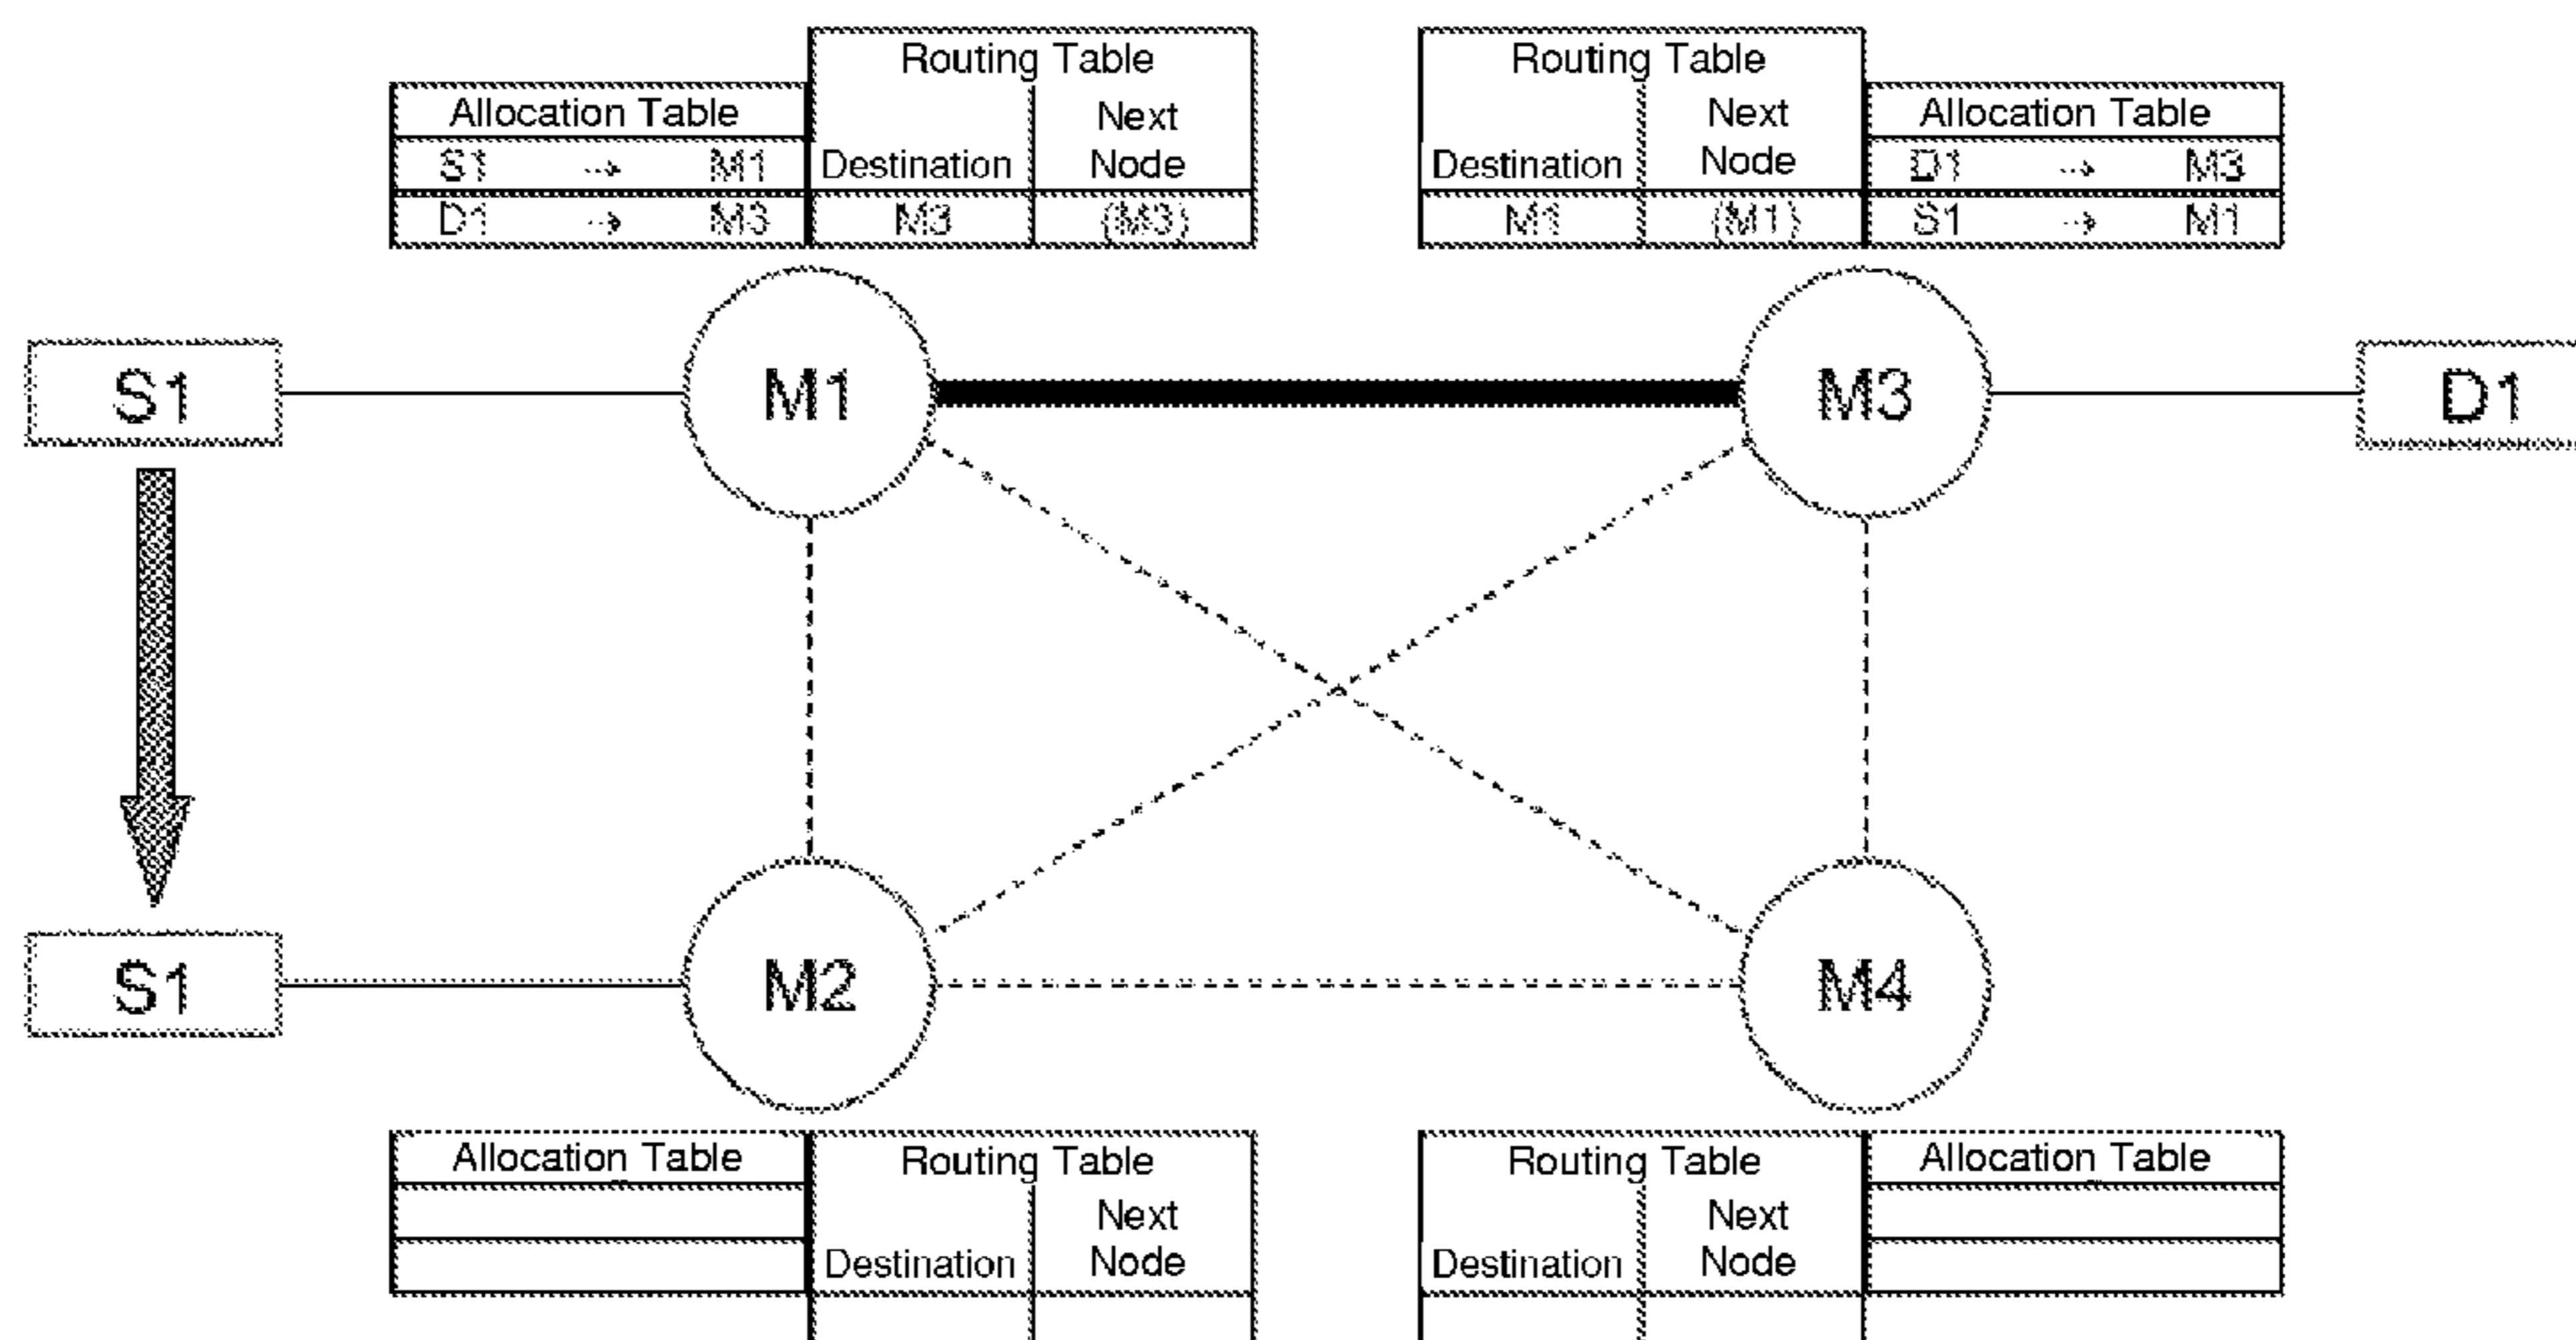 Routing Table
Allocation Table
Next
S1 → M1
Destination
Node
D1 → M3
M3
(M3)
Routing Table
Next
Allocation Table
Destination
Node
D1 → M3
M1
(M1)
S1 → M1
S1
M1
M3
D1
S1
M2
M4
Allocation Table
Routing Table
Next
Destination
Node
Routing Table
Allocation Table
Next
Destination
Node